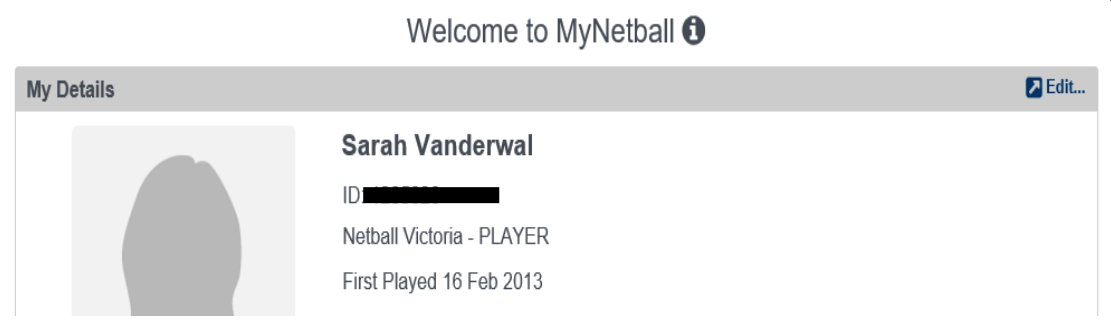 Welcome to MyNetball
My Details
Edit...
Sarah Vanderwal
ID:
Netball Victoria - PLAYER
First Played 16 Feb 2013